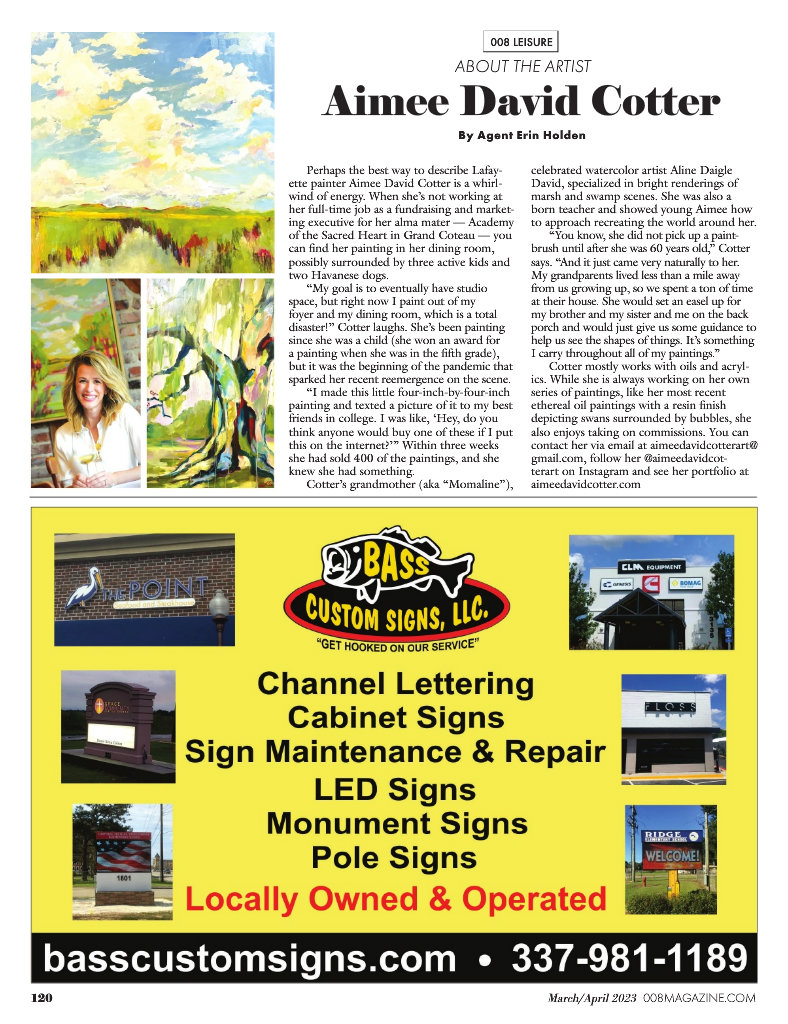 008 LEISURE
ABOUT THE ARTIST
Aimee David Cotter
By Agent Erin Holden
Perhaps the best way to describe Lafay-
ette painter Aimee David Cotter is a whirl-
wind of energy. When she's not working at
her full-time job as a fundraising and market-
ing executive for her alma mater — Academy
of the Sacred Heart in Grand Coteau — you
can find her painting in her dining room,
possibly surrounded by three active kids and
two Havanese dogs.
"My goal is to eventually have studio
space, but right now I paint out of my
foyer and my dining room, which is a total
disaster!" Cotter laughs. She's been painting
since she was a child (she won an award for
a painting when she was in the fifth grade),
but it was the beginning of the pandemic that
sparked her recent reemergence on the scene.
"I made this little four-inch-by-four-inch
painting and texted a picture of it to my best
friends in college. I was like, 'Hey, do you
think anyone would buy one of these if I put
this on the internet?'" Within three weeks
she had sold 400 of the paintings, and she
knew she had something.
Cotter's grandmother (aka "Momaline"),
celebrated watercolor artist Aline Daigle
David, specialized in bright renderings of
marsh and swamp scenes. She was also a
born teacher and showed young Aimee how
to approach recreating the world around her.
"You know, she did not pick up a paint-
brush until after she was 60 years old," Cotter
says. "And it just came very naturally to her.
My grandparents lived less than a mile away
from us growing up, so we spent a ton of time
at their house. She would set an easel up for
my brother and my sister and me on the back
porch and would just give us some guidance to
help us see the shapes of things. It's something
I carry throughout all of my paintings."
Cotter mostly works with oils and acryl-
ics. While she is always working on her own
series of paintings, like her most recent
ethereal oil paintings with a resin finish
depicting swans surrounded by bubbles, she
also enjoys taking on commissions. You can
contact her via email at aimeedavidcotterart@
gmail.com, follow her @aimeedavidcot-
terart on Instagram and see her portfolio at
aimeedavidcotter.com
THE POINT
Seafood and Steakhouse
BASS
CUSTOM SIGNS, LLC.
"GET HOOKED ON OUR SERVICE"
CLM EQUIPMENT
GENESIS
BOMAG
GRACE
FLOSS
1601
RIDGE
ELEMENTARY SCHOOL
WELCOME!
Channel Lettering
Cabinet Signs
Sign Maintenance & Repair
LED Signs
Monument Signs
Pole Signs
Locally Owned & Operated
basscustomsigns.com • 337-981-1189
120
March/April 2023 008MAGAZINE.COM